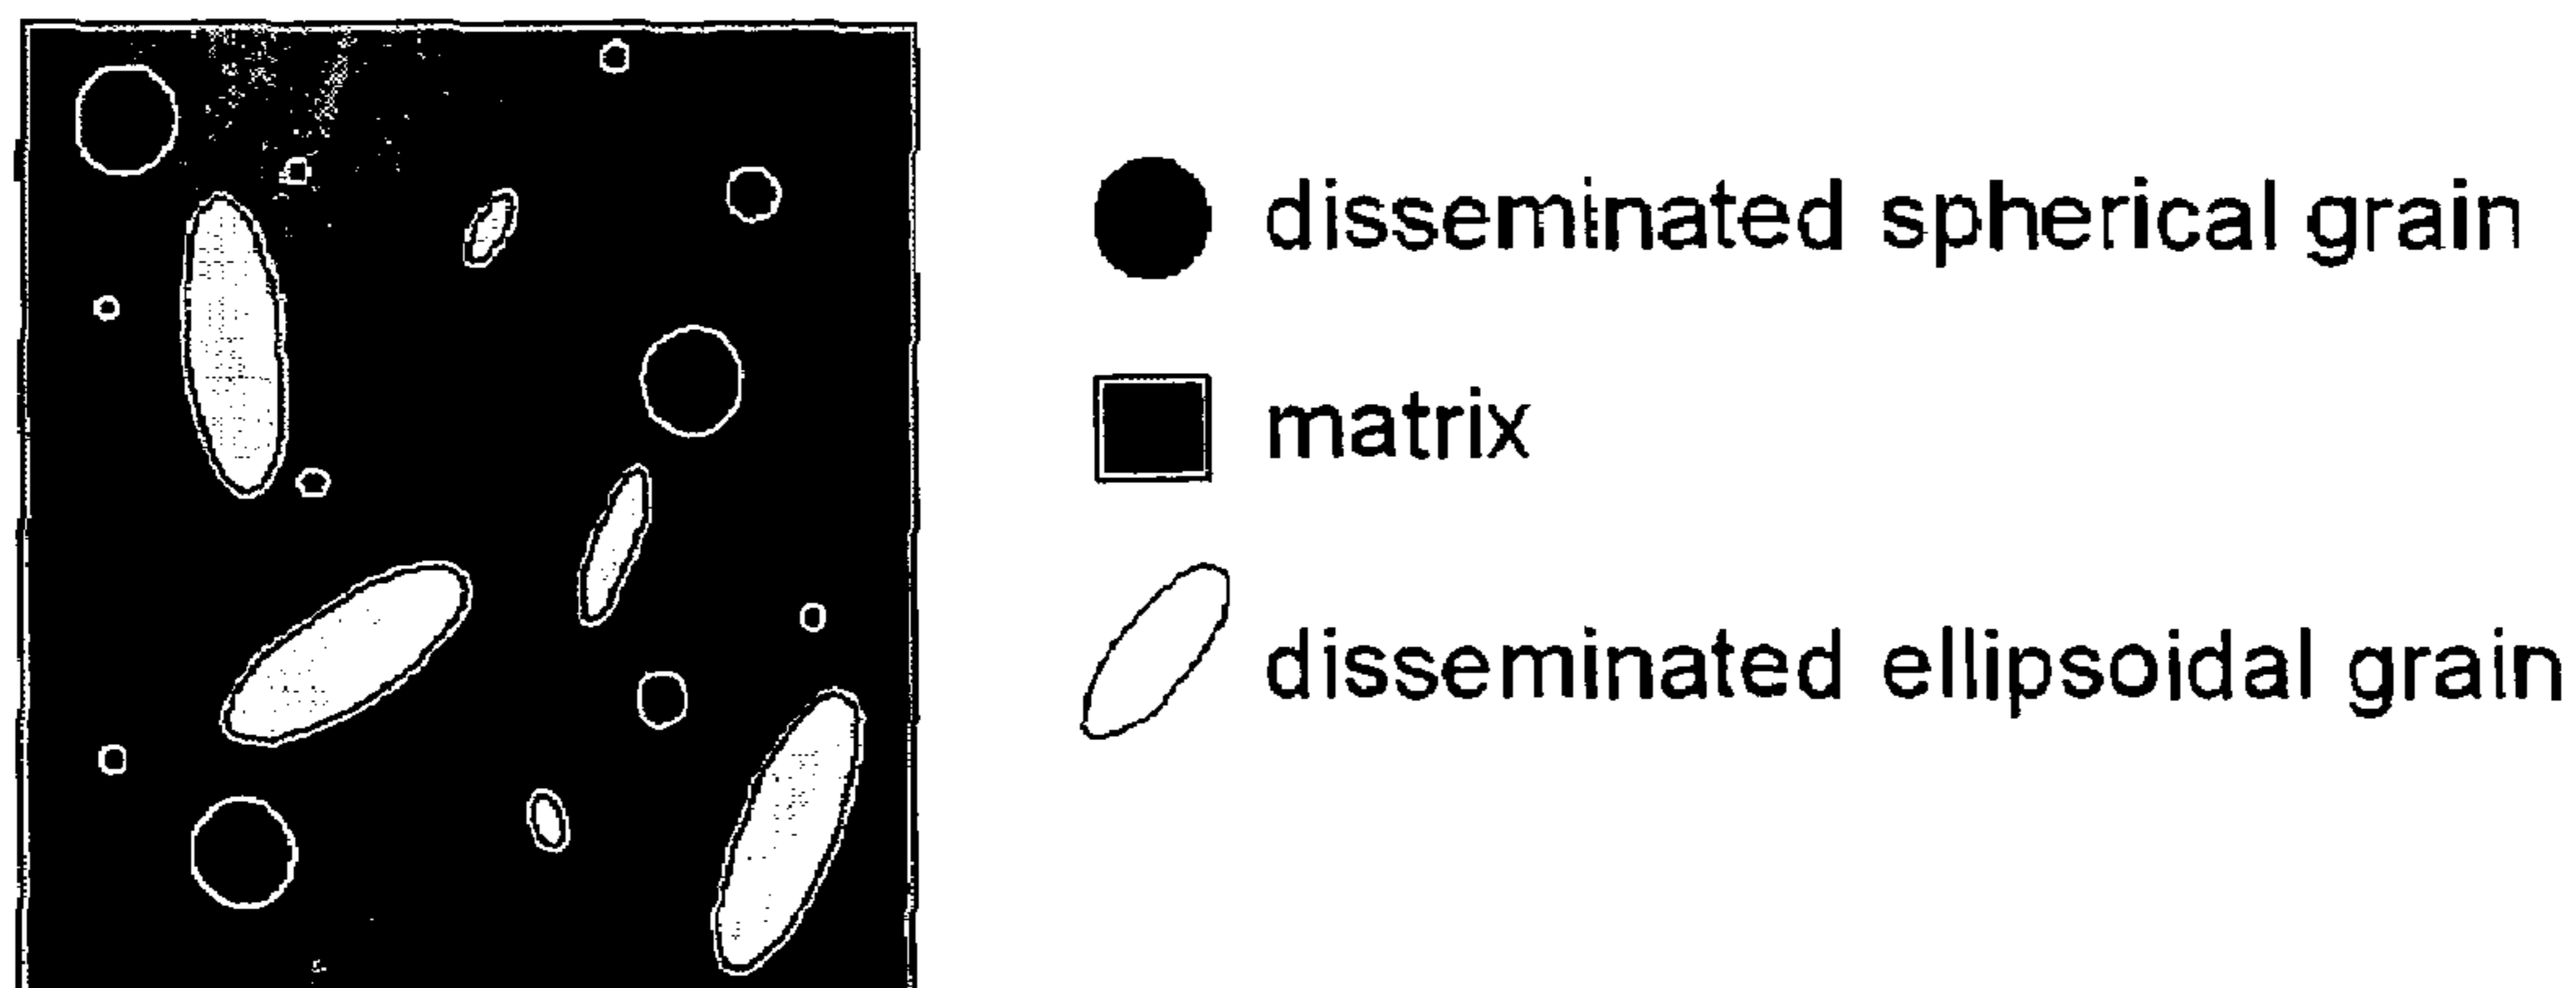 disseminated spherical grain
matrix
disseminated ellipsoidal grain